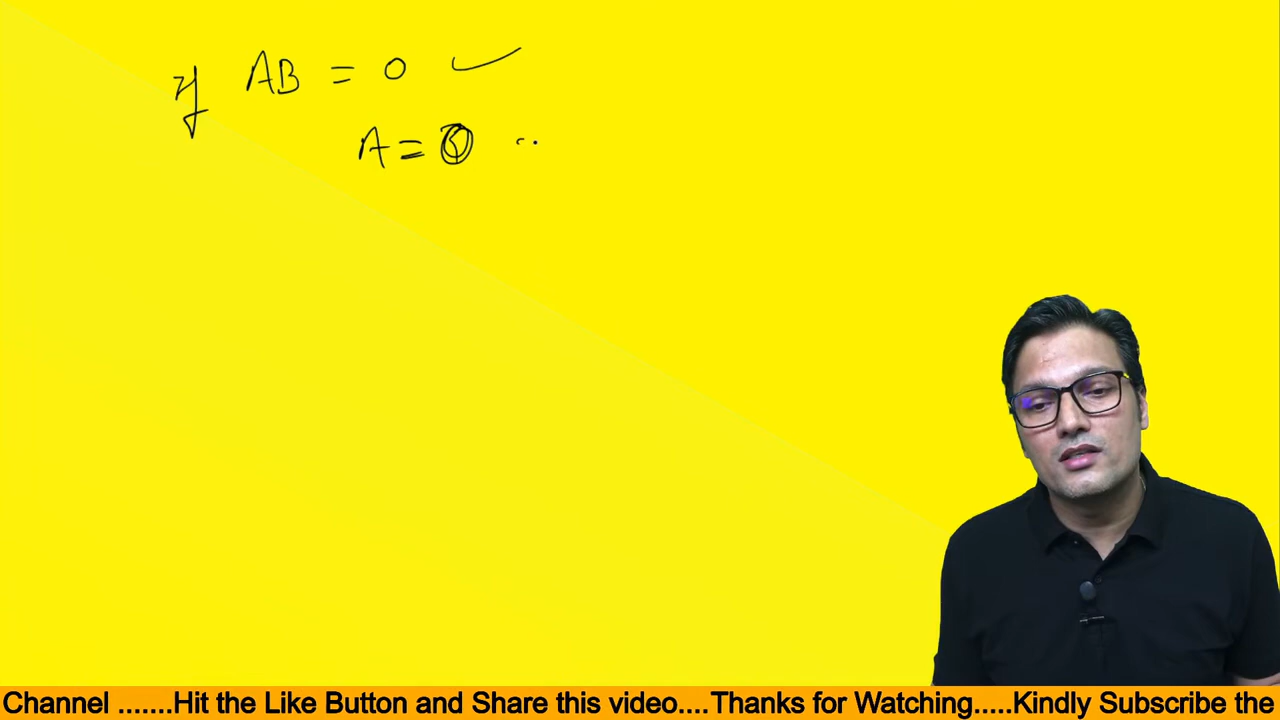 if AB = 0
A = 0
Channel .......Hit the Like Button and Share this video....Thanks for Watching.....Kindly Subscribe the